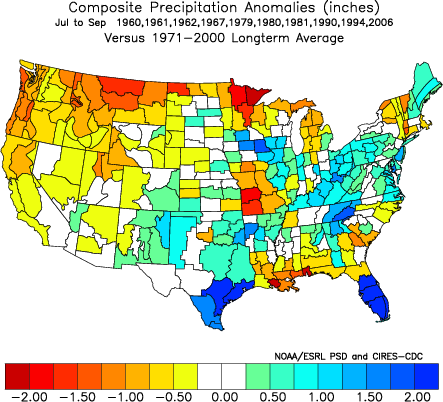 Composite Precipitation Anomalies (inches)
Jul to Sep 1960,1961,1962,1967,1979,1980,1981,1990,1994,2006
Versus 1971-2000 Longterm Average
NOAA/ESRL PSD and CIRES-CDC
-2.00 -1.50 -1.00 -0.50 0.00 0.50 1.00 1.50 2.00